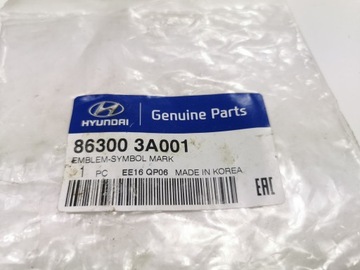 HYUNDAI
Genuine Parts
86300 3A001
EMBLEM-SYMBOL MARK
1 PC EE16 QP06 MADE IN KOREA
EAC